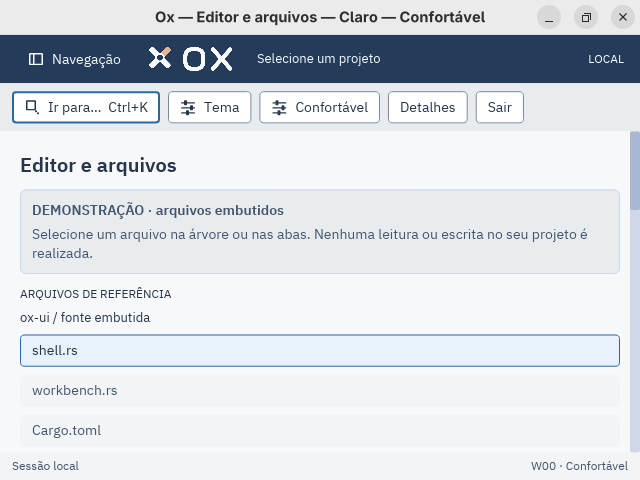 Ox — Editor e arquivos — Claro — Confortável
Navegação
OX
Selecione um projeto
LOCAL
Ir para... Ctrl+K
Tema
Confortável
Detalhes
Sair
Editor e arquivos
DEMONSTRAÇÃO · arquivos embutidos
Selecione um arquivo na árvore ou nas abas. Nenhuma leitura ou escrita no seu projeto é
realizada.
ARQUIVOS DE REFERÊNCIA
ox-ui / fonte embutida
shell.rs
workbench.rs
Cargo.toml
Sessão local
W00 · Confortável